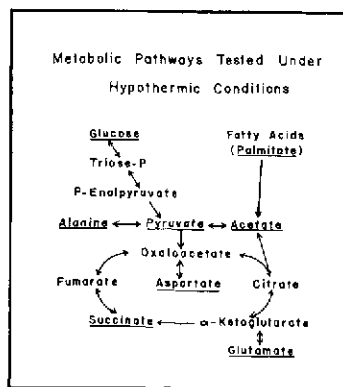 Metabolic Pathways Tested Under
Hypothermic Conditions
Glucose
Fatty Acids
Triose-P
(Palmitate)
P-Enolpyruvate
Alanine
Pyruvate
Acetate
Oxaloacetate
Fumarate
Aspartate
Citrate
Succinate
α-Ketoglutarate
Glutamate